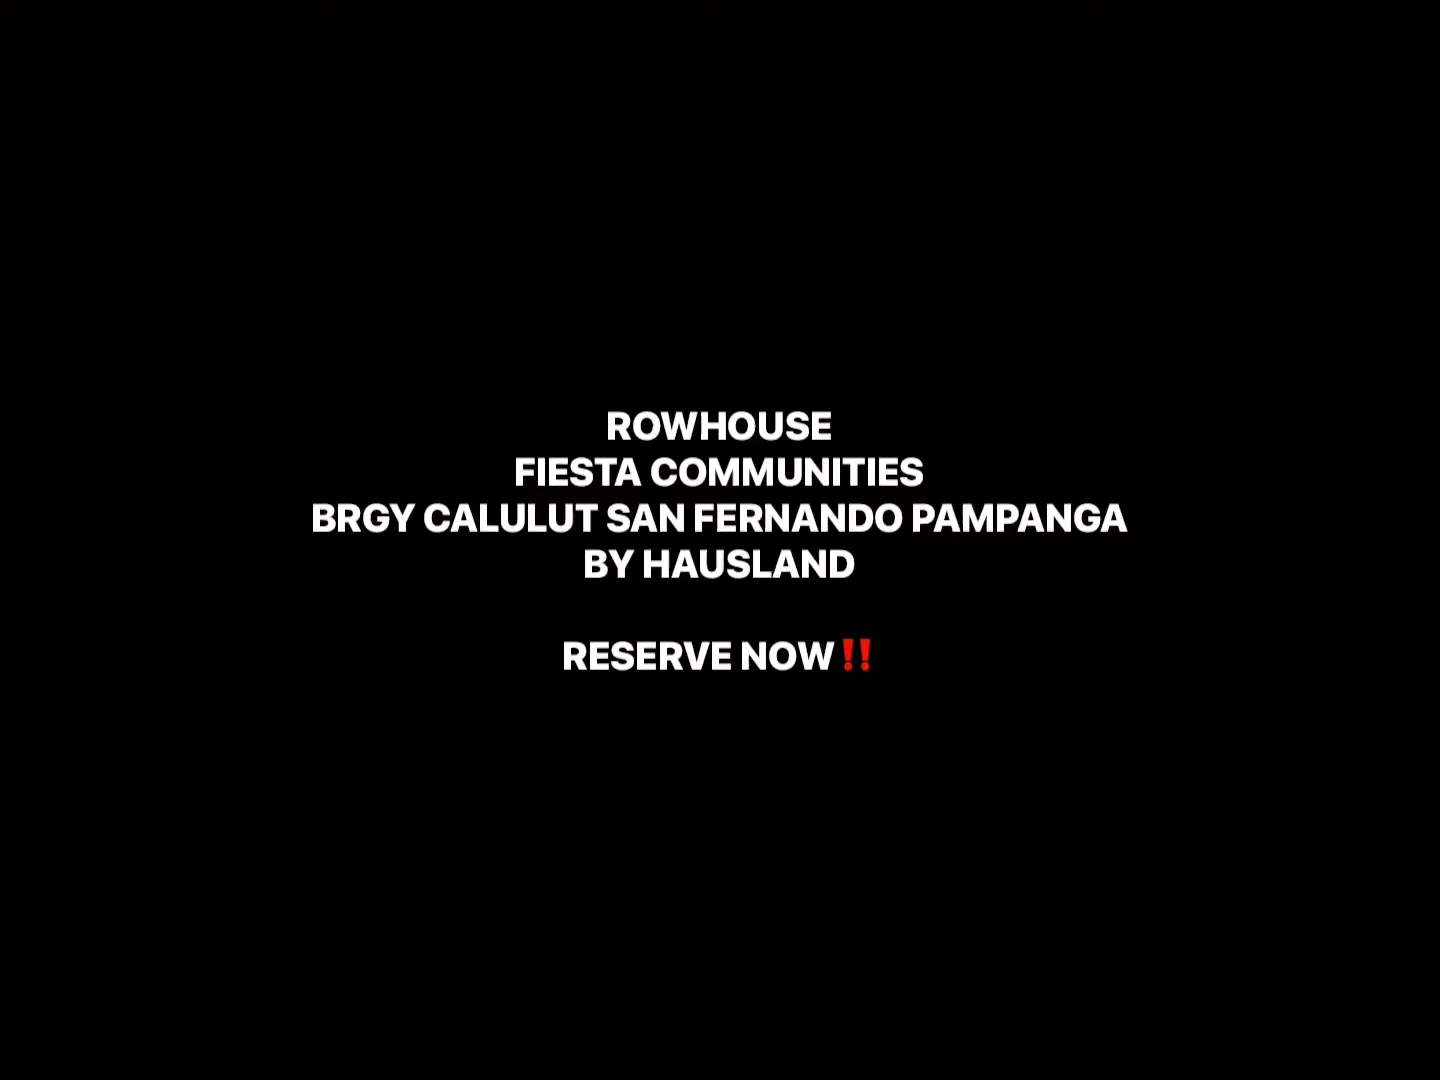 ROWHOUSE
FIESTA COMMUNITIES
BRGY CALULUT SAN FERNANDO PAMPANGA
BY HAUSLAND
RESERVE NOW‼️